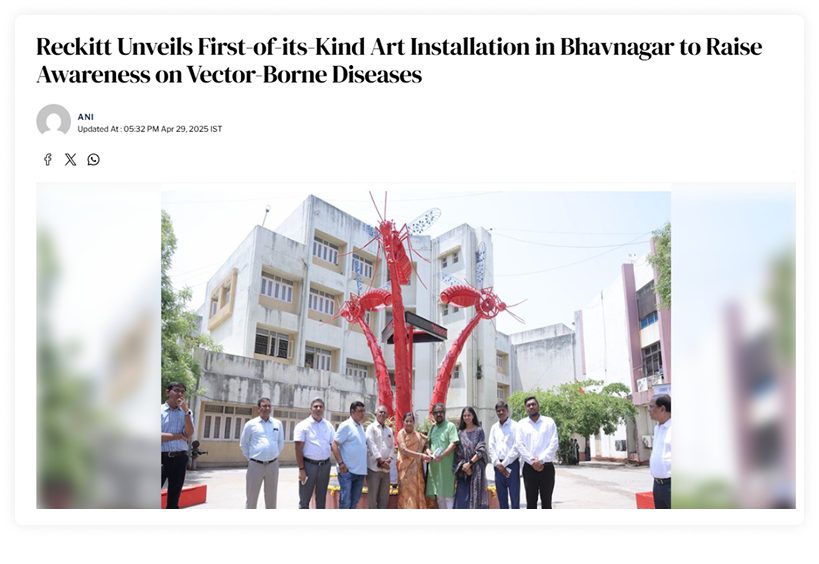 Reckitt Unveils First-of-its-Kind Art Installation in Bhavnagar to Raise
Awareness on Vector-Borne Diseases
ANI
Updated At : 05:32 PM Apr 29, 2025 IST